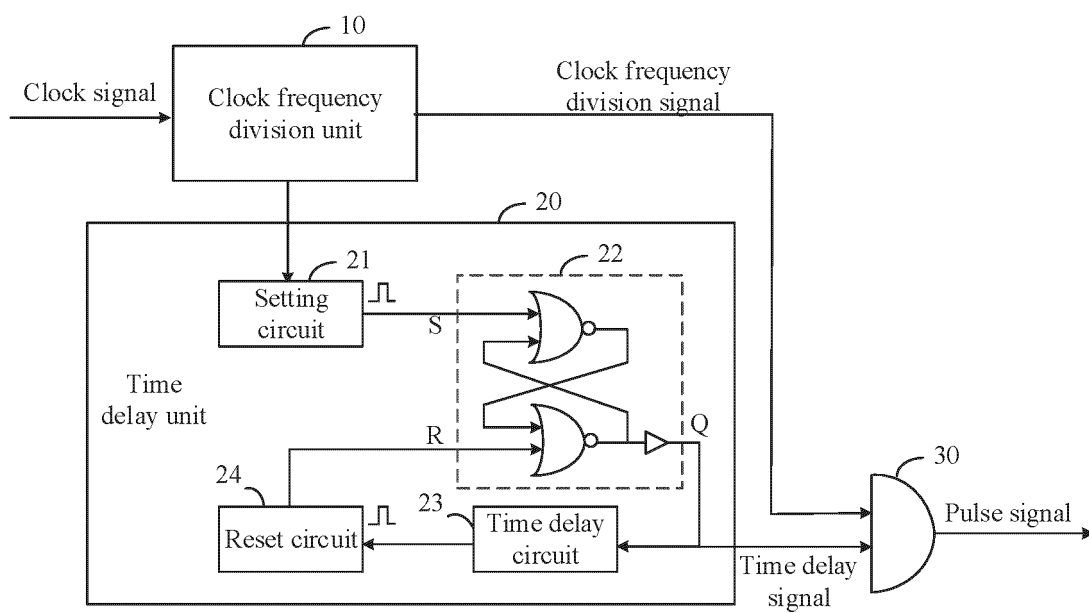 10
Clock signal
Clock frequency
division unit
Clock frequency
division signal
20
21
Setting
circuit
S
22
Time
delay unit
R
Q
24
Reset circuit
23
Time delay
circuit
30
Pulse signal
Time delay
signal